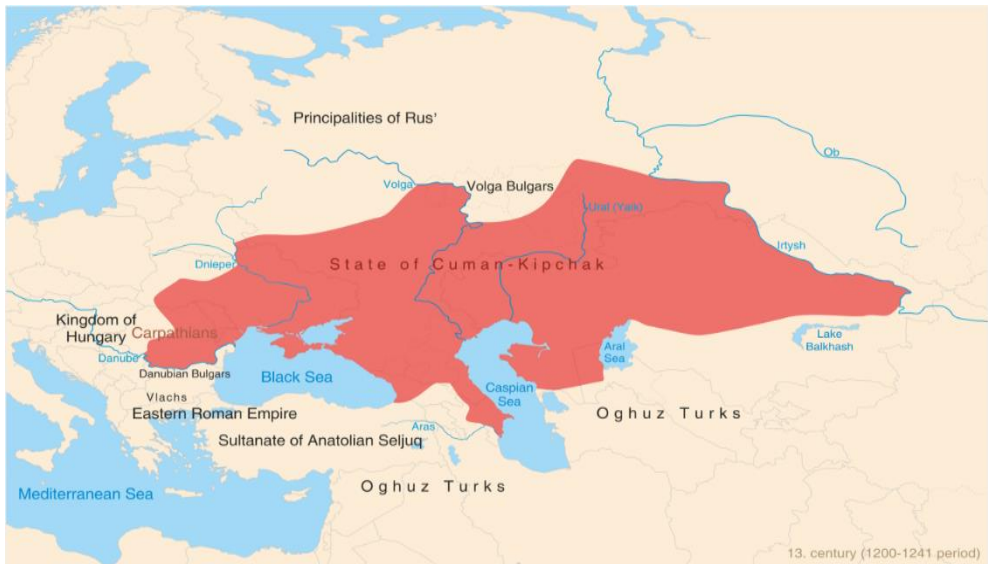 Principalities of Rus'
Ob
Volga
Volga Bulgars
Ural (Yaik)
Irtysh
Dnieper
State of Cuman-Kipchak
Kingdom of
Hungary
Carpathians
Danube
Danubian Bulgars
Lake
Balkhash
Aral
Sea
Black Sea
Caspian
Sea
Vlachs
Eastern Roman Empire
Oghuz Turks
Aras
Sultanate of Anatolian Seljuq
Oghuz Turks
Mediterranean Sea
13. century (1200-1241 period)